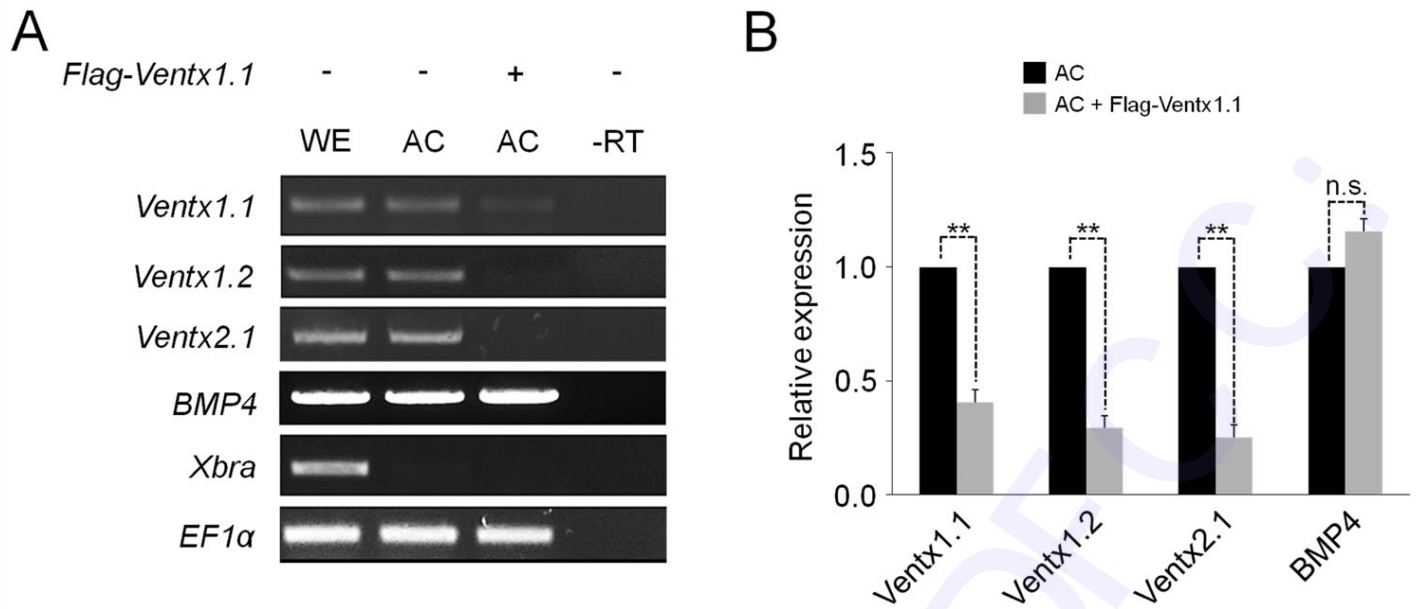 A
Flag-Ventx1.1 - - + -
WE AC AC -RT
Ventx1.1
Ventx1.2
Ventx2.1
BMP4
Xbra
EF1α
B
AC
AC + Flag-Ventx1.1
Relative expression
1.5
1.0
0.5
0.0
**
**
**
n.s.
Ventx1.1
Ventx1.2
Ventx2.1
BMP4